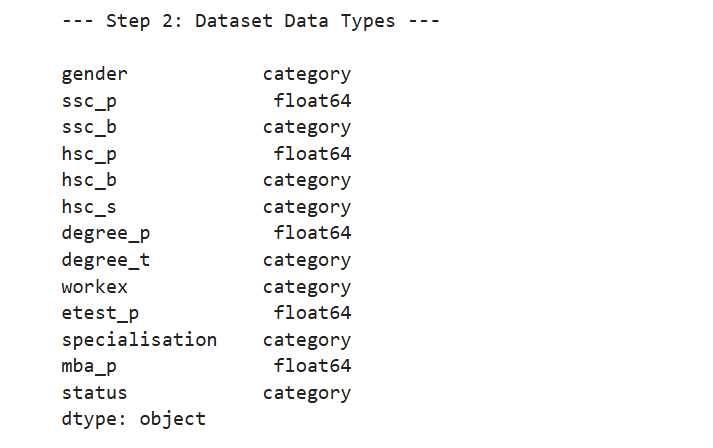 --- Step 2: Dataset Data Types ---
gender category
ssc_p float64
ssc_b category
hsc_p float64
hsc_b category
hsc_s category
degree_p float64
degree_t category
workex category
etest_p float64
specialisation category
mba_p float64
status category
dtype: object